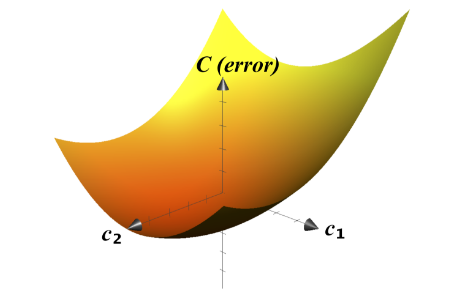 C (error)
c₂
c₁